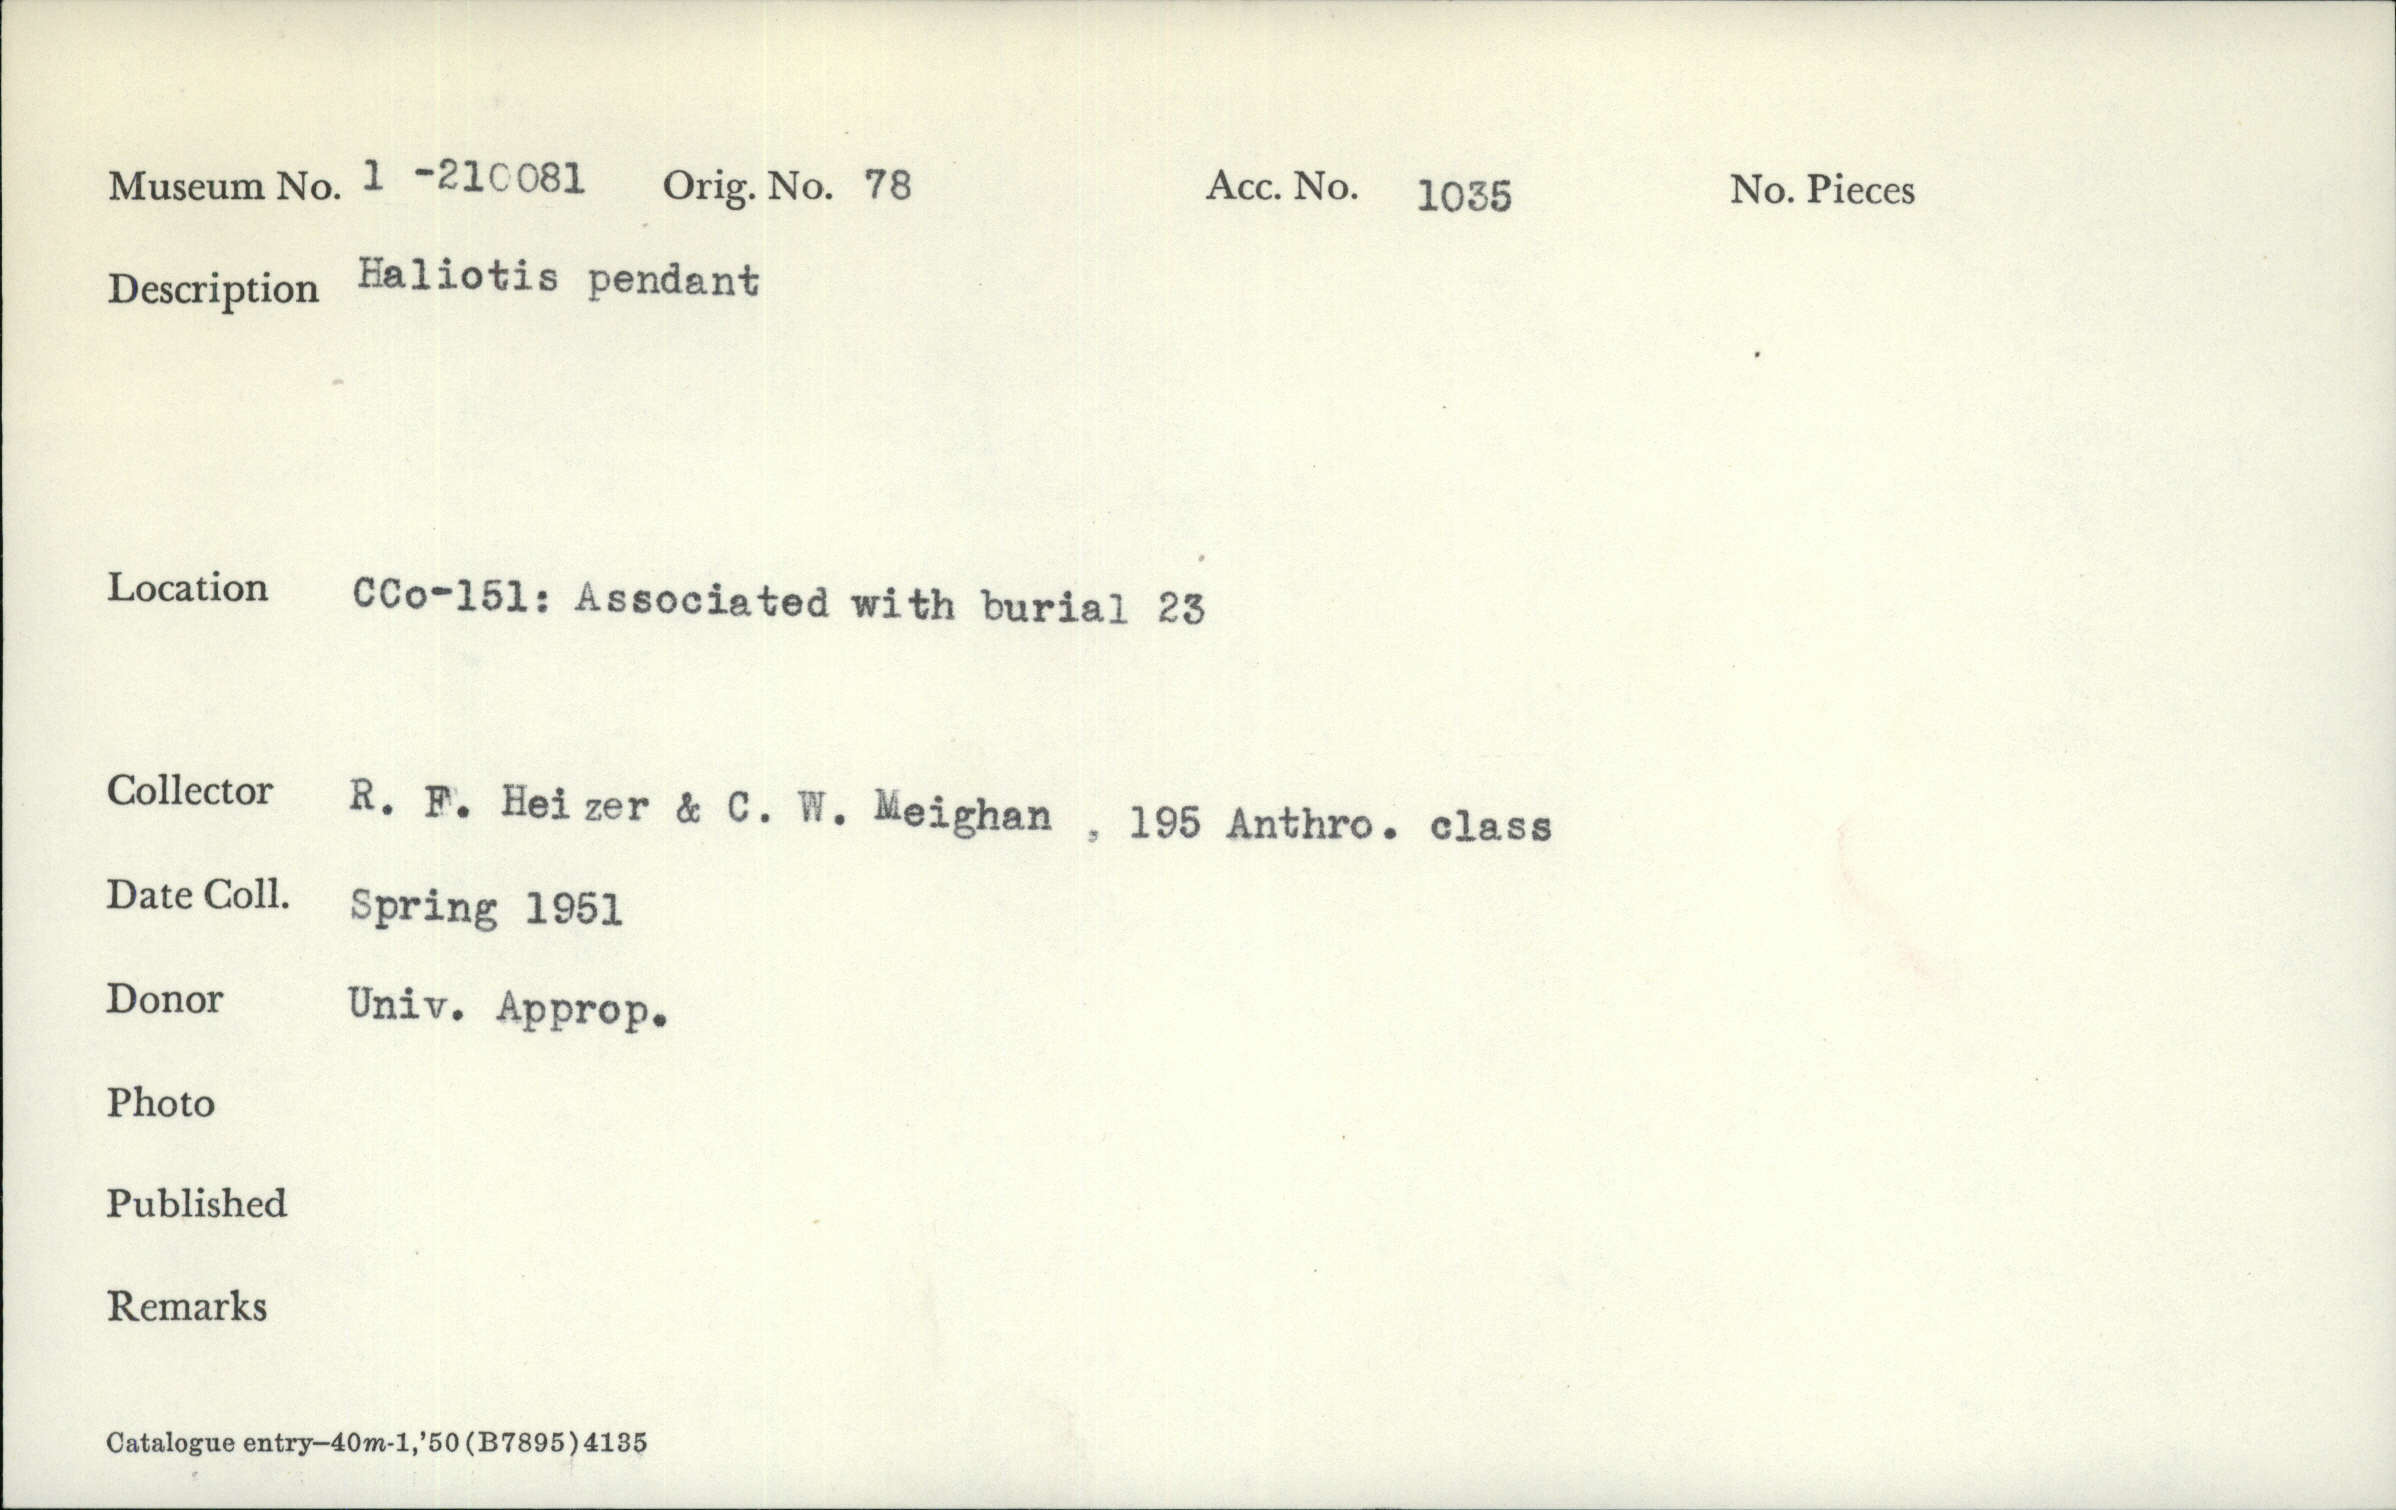 Museum No. 1 -210081 Orig. No. 78 Acc. No. 1035 No. Pieces
Description Haliotis pendant
Location CCo-151: Associated with burial 23
Collector R. F. Heizer & C. W. Meighan , 195 Anthro. class
Date Coll. Spring 1951
Donor Univ. Approp.
Photo
Published
Remarks
Catalogue entry—40m-1,'50(B7895)4135